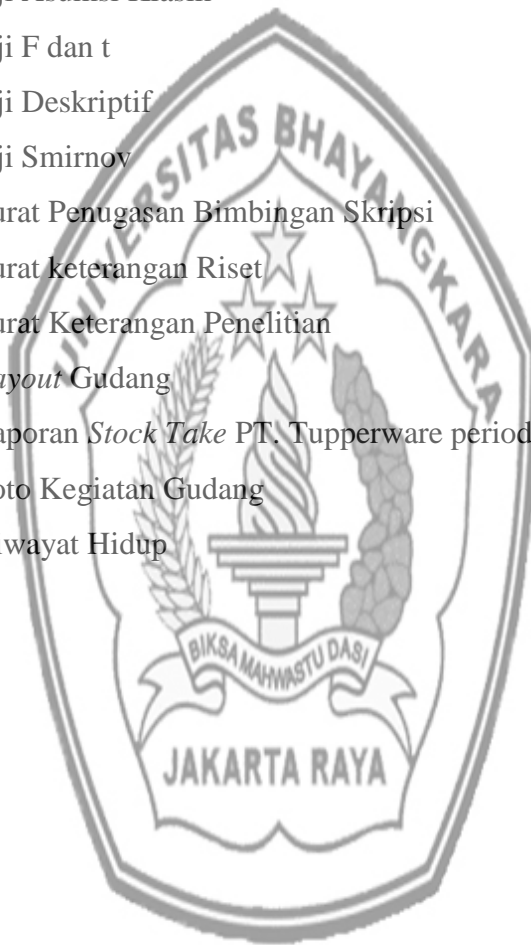 ji F dan t
ji Deskriptif
ji Smirnov
urat Penugasan Bimbingan Skripsi
urat keterangan Riset
urat Keterangan Penelitian
ayout Gudang
aporan Stock Take PT. Tupperware period
oto Kegiatan Gudang
iwayat Hidup
UNIVERSITAS BHAYANGKARA
BIKSA MAHWASTU DASI
JAKARTA RAYA